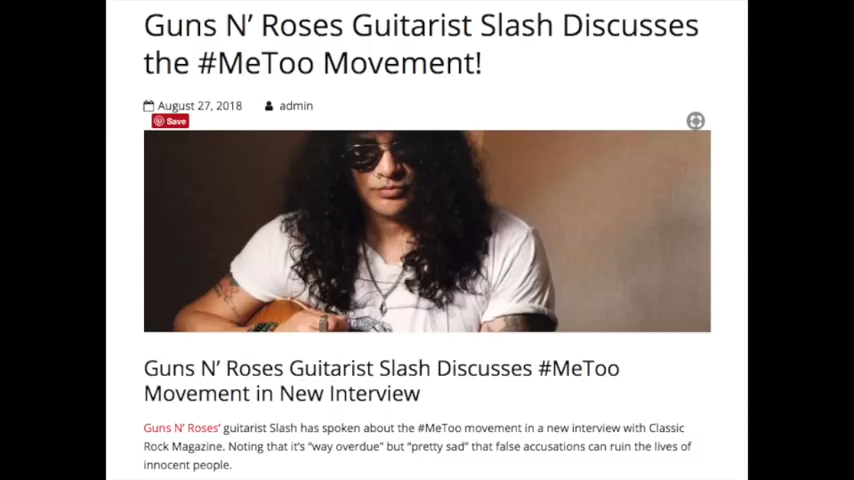 Guns N’ Roses Guitarist Slash Discusses
the #MeToo Movement!
August 27, 2018 admin
Save
Guns N’ Roses Guitarist Slash Discusses #MeToo
Movement in New Interview
Guns N’ Roses’ guitarist Slash has spoken about the #MeToo movement in a new interview with Classic
Rock Magazine. Noting that it’s “way overdue” but “pretty sad” that false accusations can ruin the lives of
innocent people.